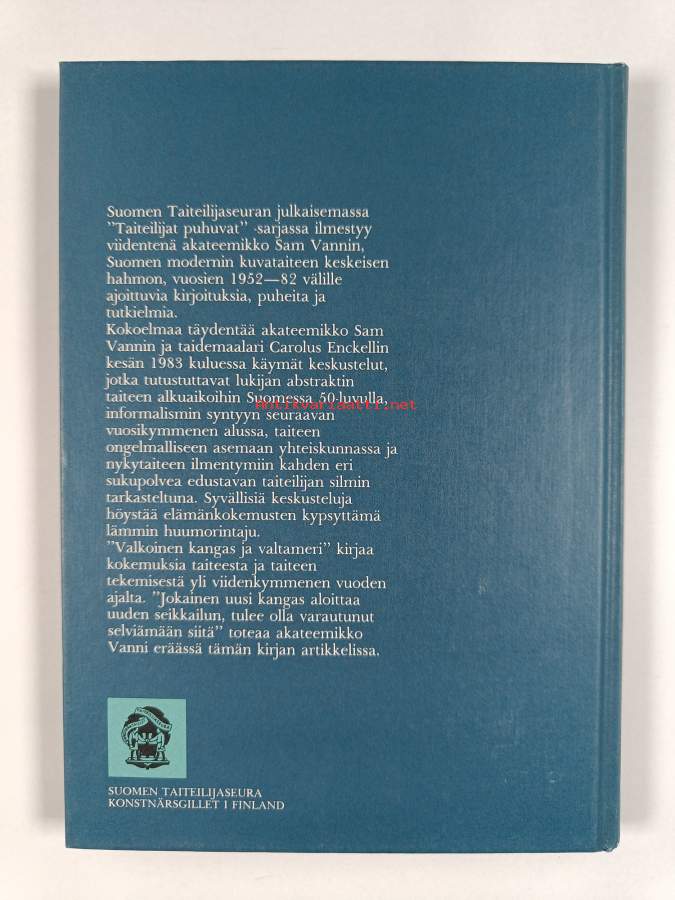 Suomen Taiteilijaseuran julkaisemassa
”Taiteilijat puhuvat” -sarjassa ilmestyy
viidentenä akateemikko Sam Vannin,
Suomen modernin kuvataiteen keskeisen
hahmon, vuosien 1952—82 välille
ajoittuvia kirjoituksia, puheita ja
tutkielmia.
Kokoelmaa täydentää akateemikko Sam
Vannin ja taidemaalari Carolus Enckellin
kesän 1983 kuluessa käymät keskustelut,
jotka tutustuttavat lukijan abstraktin
taiteen alkuaikoihin Suomessa 50-luvulla,
Antikvariaatti.net
informalismin syntyyn seuraavan
vuosikymmenen alussa, taiteen
ongelmalliseen asemaan yhteiskunnassa ja
nykytaiteen ilmentymiin kahden eri
sukupolvea edustavan taiteilijan silmin
tarkasteltuna. Syvällisiä keskusteluja
höystää elämänkokemusten kypsyttämä
lämmin huumorintaju.
”Valkoinen kangas ja valtameri” kirjaa
kokemuksia taiteesta ja taiteen
tekemisestä yli viidenkymmenen vuoden
ajalta. ”Jokainen uusi kangas aloittaa
uuden seikkailun, tulee olla varautunut
selviämään siitä” toteaa akateemikko
Vanni eräässä tämän kirjan artikkelissa.
SUOMEN TAITEILIJASEURA
KONSTNÄRSGILLET I FINLAND